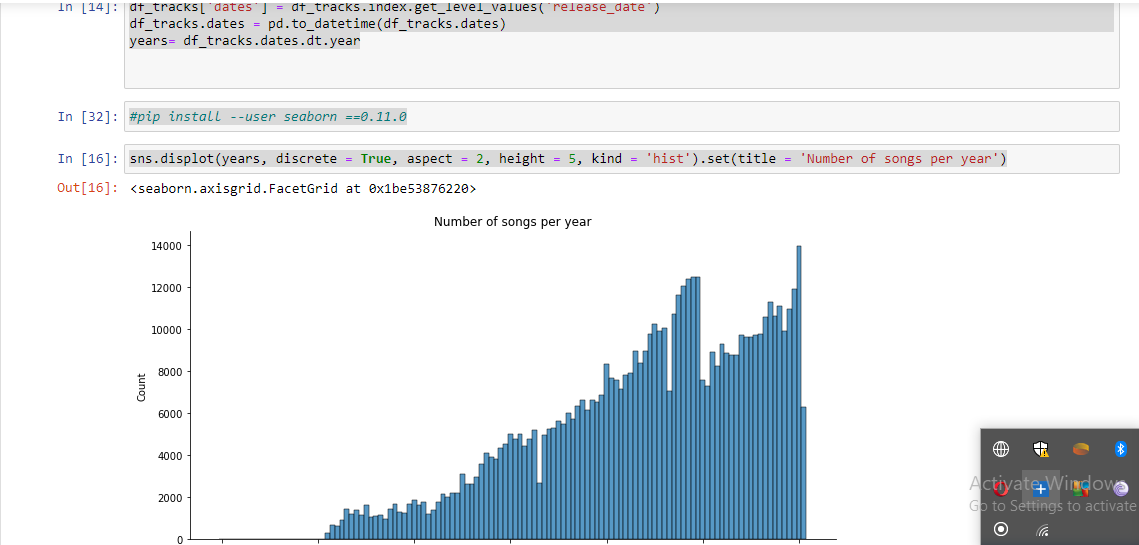 In [14]: df_tracks['dates'] = df_tracks.index.get_level_values('release_date')
df_tracks.dates = pd.to_datetime(df_tracks.dates)
years= df_tracks.dates.dt.year
In [32]: #pip install --user seaborn ==0.11.0
In [16]: sns.displot(years, discrete = True, aspect = 2, height = 5, kind = 'hist').set(title = 'Number of songs per year')
Out[16]: <seaborn.axisgrid.FacetGrid at 0x1be53876220>
Number of songs per year
14000
12000
10000
8000
6000
4000
2000
0
Count
Activate Windows
Go to Settings to activate